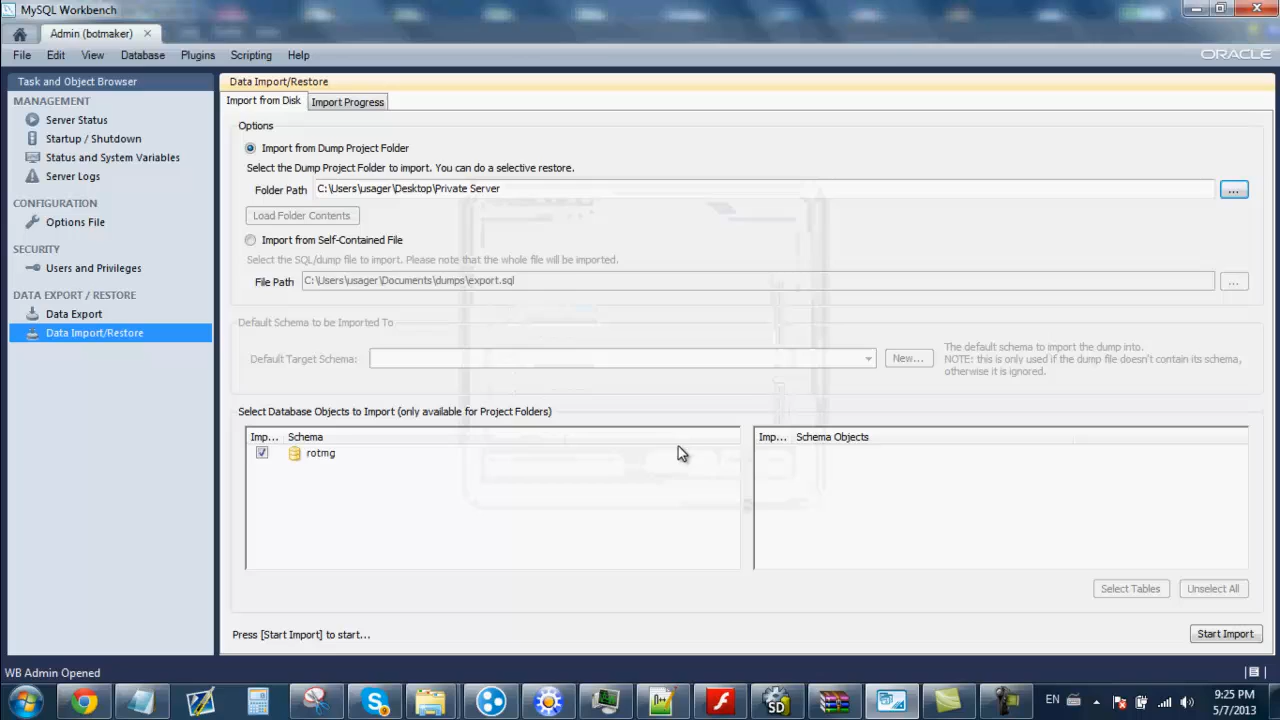 MySQL Workbench
Admin (botmaker)
File Edit View Database Plugins Scripting Help
ORACLE
Task and Object Browser
MANAGEMENT
Server Status
Startup / Shutdown
Status and System Variables
Server Logs
CONFIGURATION
Options File
SECURITY
Users and Privileges
DATA EXPORT / RESTORE
Data Export
Data Import/Restore
Data Import/Restore
Import from Disk Import Progress
Options
Import from Dump Project Folder
Select the Dump Project Folder to import. You can do a selective restore.
Folder Path C:\Users\usager\Desktop\Private Server ...
Load Folder Contents
Import from Self-Contained File
Select the SQL/dump file to import. Please note that the whole file will be imported.
File Path C:\Users\usager\Documents\dumps\export.sql ...
Default Schema to be Imported To
Default Target Schema: New...
The default schema to import the dump into.
NOTE: this is only used if the dump file doesn't contain its schema,
otherwise it is ignored.
Select Database Objects to Import (only available for Project Folders)
Imp... Schema
rotmg
Imp... Schema Objects
Select Tables Unselect All
Press [Start Import] to start...
Start Import
WB Admin Opened
EN
9:25 PM
5/7/2013